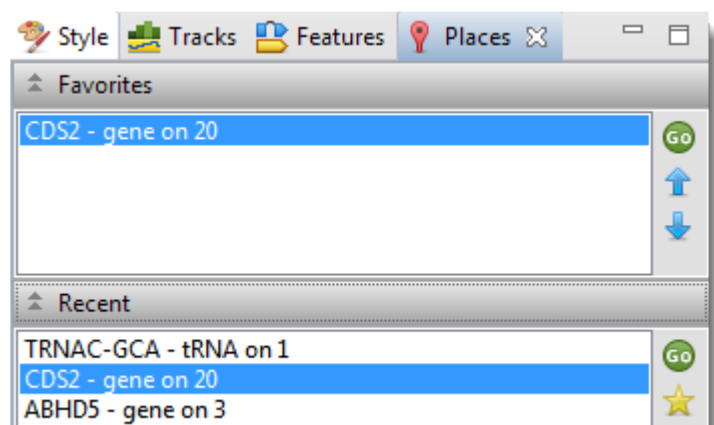 Style Tracks Features Places
Favorites
CDS2 - gene on 20
Go
Recent
TRNAC-GCA - tRNA on 1
Go
CDS2 - gene on 20
ABHD5 - gene on 3